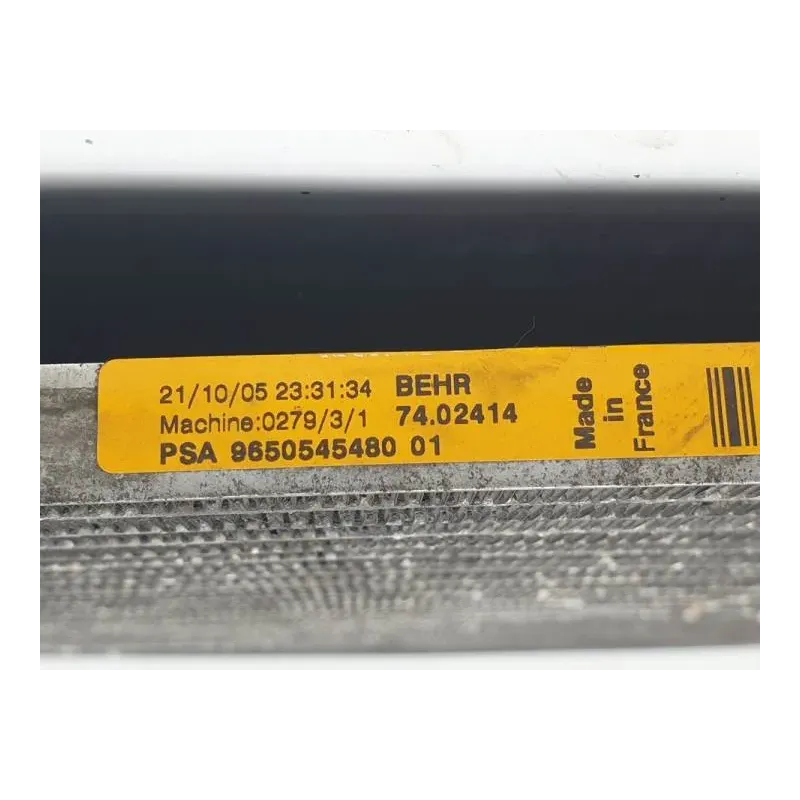 21/10/05 23:31:34 BEHR
Machine:0279/3/1 74.02414
PSA 9650545480 01
Made
in
France